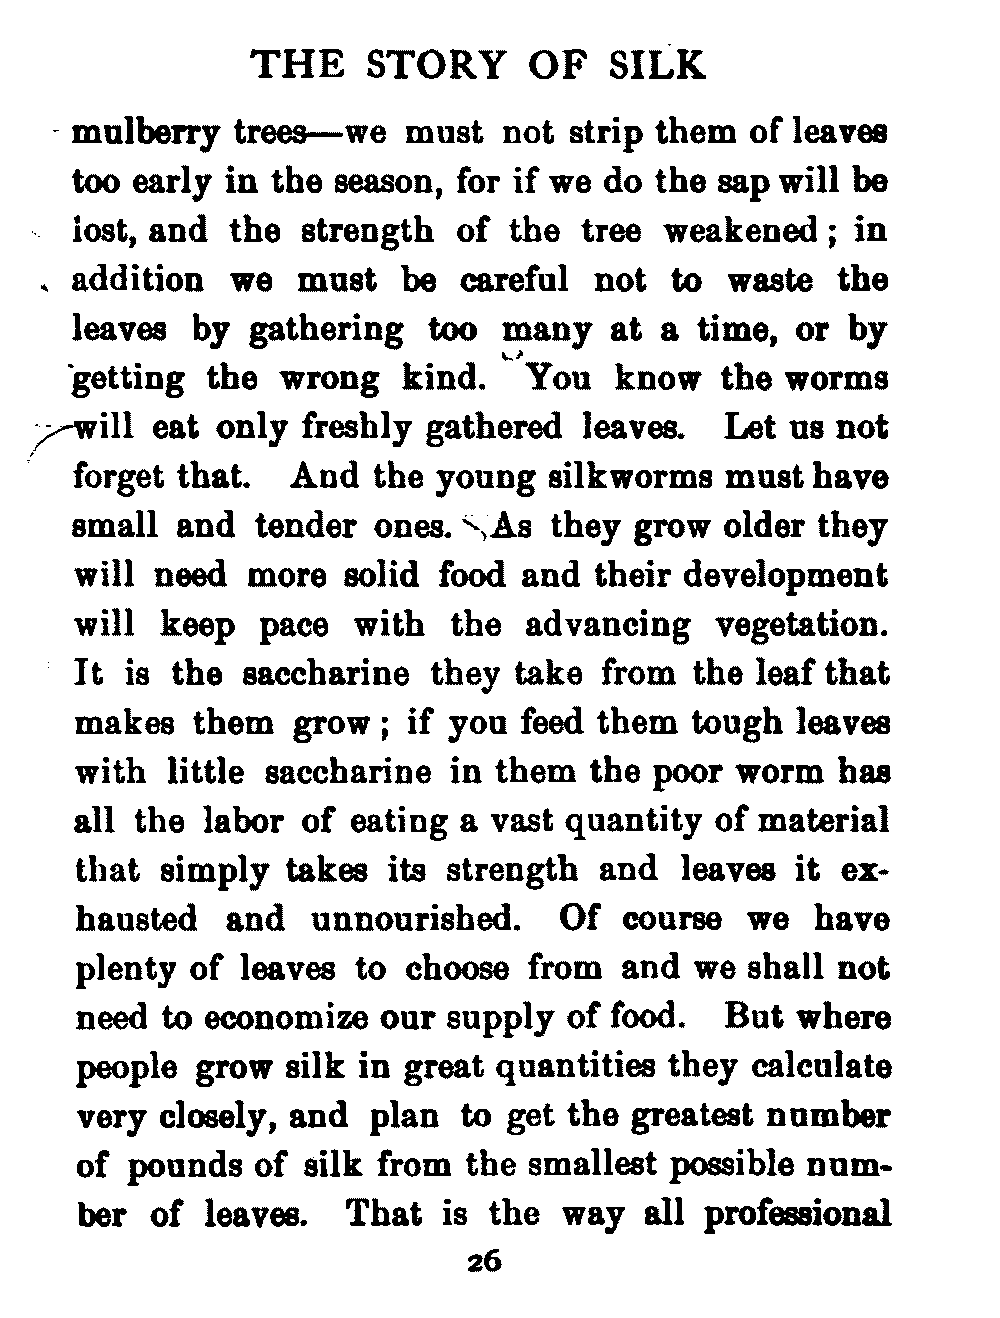 THE STORY OF SILK
mulberry trees—we must not strip them of leaves
too early in the season, for if we do the sap will be
lost, and the strength of the tree weakened; in
addition we must be careful not to waste the
leaves by gathering too many at a time, or by
getting the wrong kind. You know the worms
will eat only freshly gathered leaves. Let us not
forget that. And the young silkworms must have
small and tender ones. As they grow older they
will need more solid food and their development
will keep pace with the advancing vegetation.
It is the saccharine they take from the leaf that
makes them grow; if you feed them tough leaves
with little saccharine in them the poor worm has
all the labor of eating a vast quantity of material
that simply takes its strength and leaves it ex-
hausted and unnourished. Of course we have
plenty of leaves to choose from and we shall not
need to economize our supply of food. But where
people grow silk in great quantities they calculate
very closely, and plan to get the greatest number
of pounds of silk from the smallest possible num-
ber of leaves. That is the way all professional
26